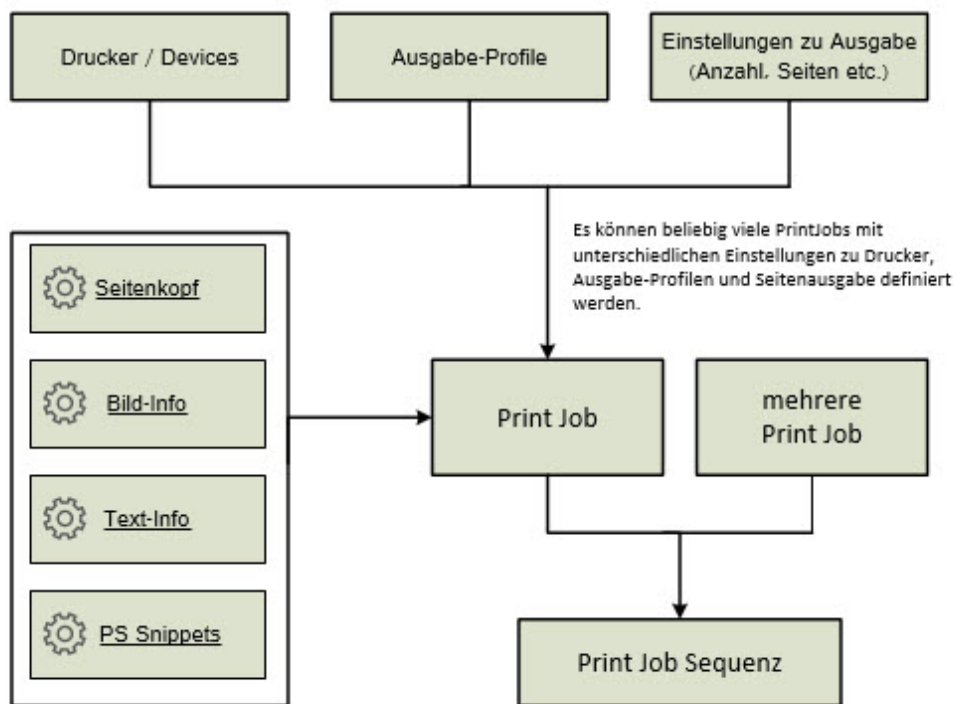 Drucker / Devices
Ausgabe-Profile
Einstellungen zu Ausgabe
(Anzahl, Seiten etc.)
Es können beliebig viele PrintJobs mit
unterschiedlichen Einstellungen zu Drucker,
Ausgabe-Profilen und Seitenausgabe definiert
werden.
Seitenkopf
Bild-Info
Text-Info
PS Snippets
Print Job
mehrere
Print Job
Print Job Sequenz